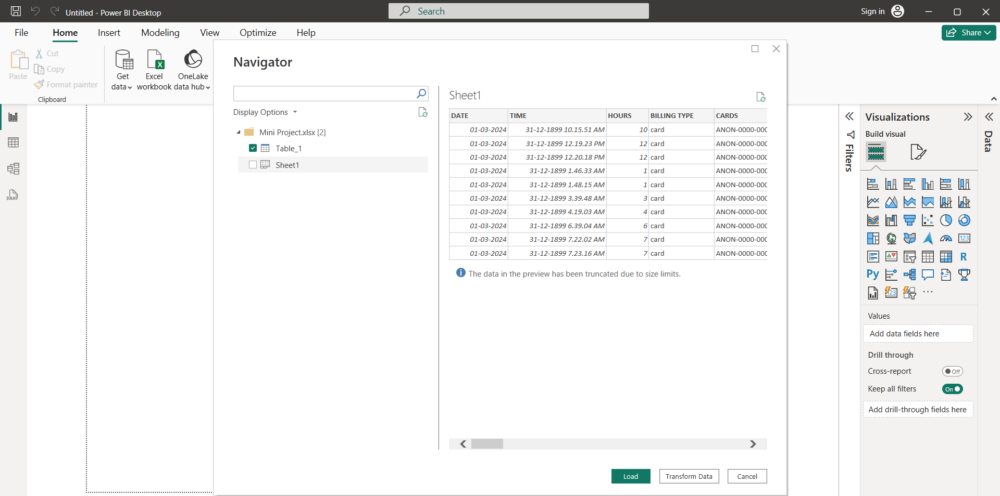 Untitled - Power BI Desktop
Search
Sign in
File Home Insert Modeling View Optimize Help
Share
Paste
Cut
Copy
Format painter
Clipboard
Get data
Excel workbook
OneLake data hub
Navigator
Display Options
Mini Project.xlsx [2]
Table_1
Sheet1
Sheet1
DATE TIME HOURS BILLING TYPE CARDS
01-03-2024 31-12-1899 10.15.51 AM 10 card ANON-0000-000
01-03-2024 31-12-1899 12.19.23 PM 12 card ANON-0000-000
01-03-2024 31-12-1899 12.20.18 PM 12 card ANON-0000-000
01-03-2024 31-12-1899 1.46.33 AM 1 card ANON-0000-000
01-03-2024 31-12-1899 1.48.15 AM 1 card ANON-0000-000
01-03-2024 31-12-1899 3.39.48 AM 3 card ANON-0000-000
01-03-2024 31-12-1899 4.19.03 AM 4 card ANON-0000-000
01-03-2024 31-12-1899 6.39.04 AM 6 card ANON-0000-000
01-03-2024 31-12-1899 7.22.02 AM 7 card ANON-0000-000
01-03-2024 31-12-1899 7.23.16 AM 7 card ANON-0000-000
The data in the preview has been truncated due to size limits.
Load
Transform Data
Cancel
Filters
Visualizations
Build visual
123
R
Py
123
Values
Add data fields here
Drill through
Cross-report Off
Keep all filters On
Add drill-through fields here
Data
DAX